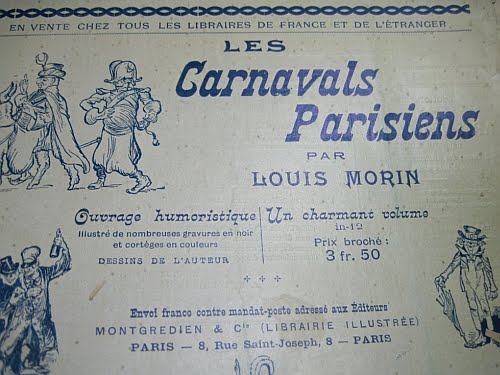 EN VENTE CHEZ TOUS LES LIBRAIRES DE FRANCE ET DE L'ÉTRANGER
LES
Carnavals
Parisiens
PAR
LOUIS MORIN
Ouvrage humoristique
Illustré de nombreuses gravures en noir
et cortèges en couleurs
DESSINS DE L'AUTEUR
Un charmant volume
in-12
Prix broché :
3 fr. 50
Envoi franco contre mandat-poste adressé aux Éditeurs
MONTGREDIEN & Cie (LIBRAIRIE ILLUSTRÉE)
PARIS — 8, Rue Saint-Joseph, 8 — PARIS